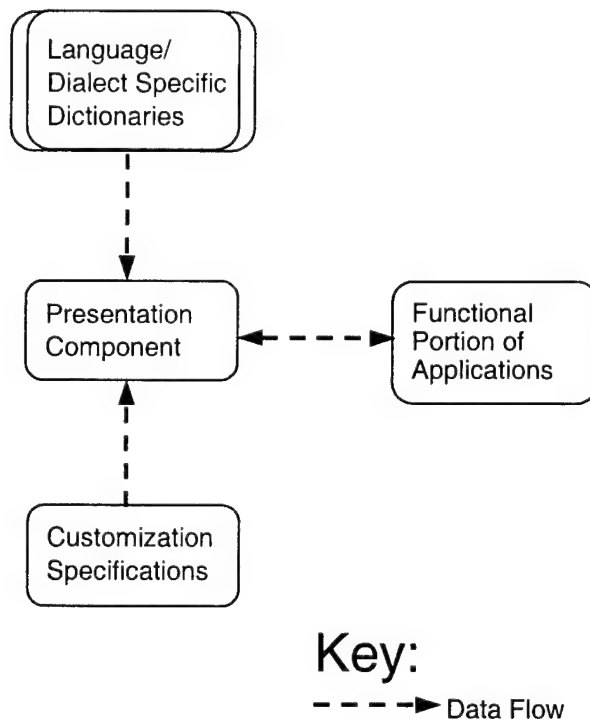 Language/
Dialect Specific
Dictionaries
Presentation
Component
Functional
Portion of
Applications
Customization
Specifications
Key:
Data Flow